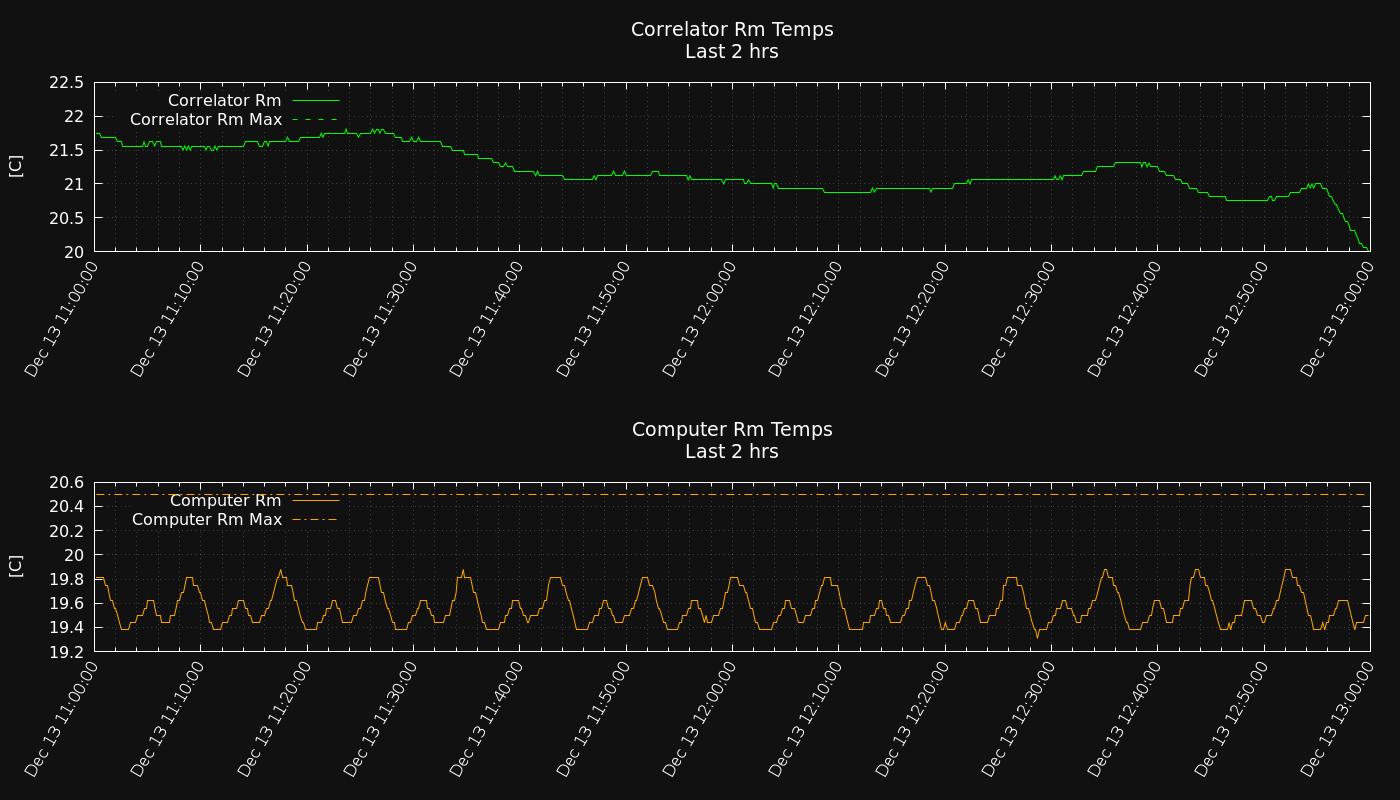 Correlator Rm Temps
Last 2 hrs
22.5
22
21.5
21
20.5
20
[C]
Correlator Rm
Correlator Rm Max
Dec 13 11:00:00
Dec 13 11:10:00
Dec 13 11:20:00
Dec 13 11:30:00
Dec 13 11:40:00
Dec 13 11:50:00
Dec 13 12:00:00
Dec 13 12:10:00
Dec 13 12:20:00
Dec 13 12:30:00
Dec 13 12:40:00
Dec 13 12:50:00
Dec 13 13:00:00
Computer Rm Temps
Last 2 hrs
20.6
20.4
20.2
20
19.8
19.6
19.4
19.2
[C]
Computer Rm
Computer Rm Max
Dec 13 11:00:00
Dec 13 11:10:00
Dec 13 11:20:00
Dec 13 11:30:00
Dec 13 11:40:00
Dec 13 11:50:00
Dec 13 12:00:00
Dec 13 12:10:00
Dec 13 12:20:00
Dec 13 12:30:00
Dec 13 12:40:00
Dec 13 12:50:00
Dec 13 13:00:00